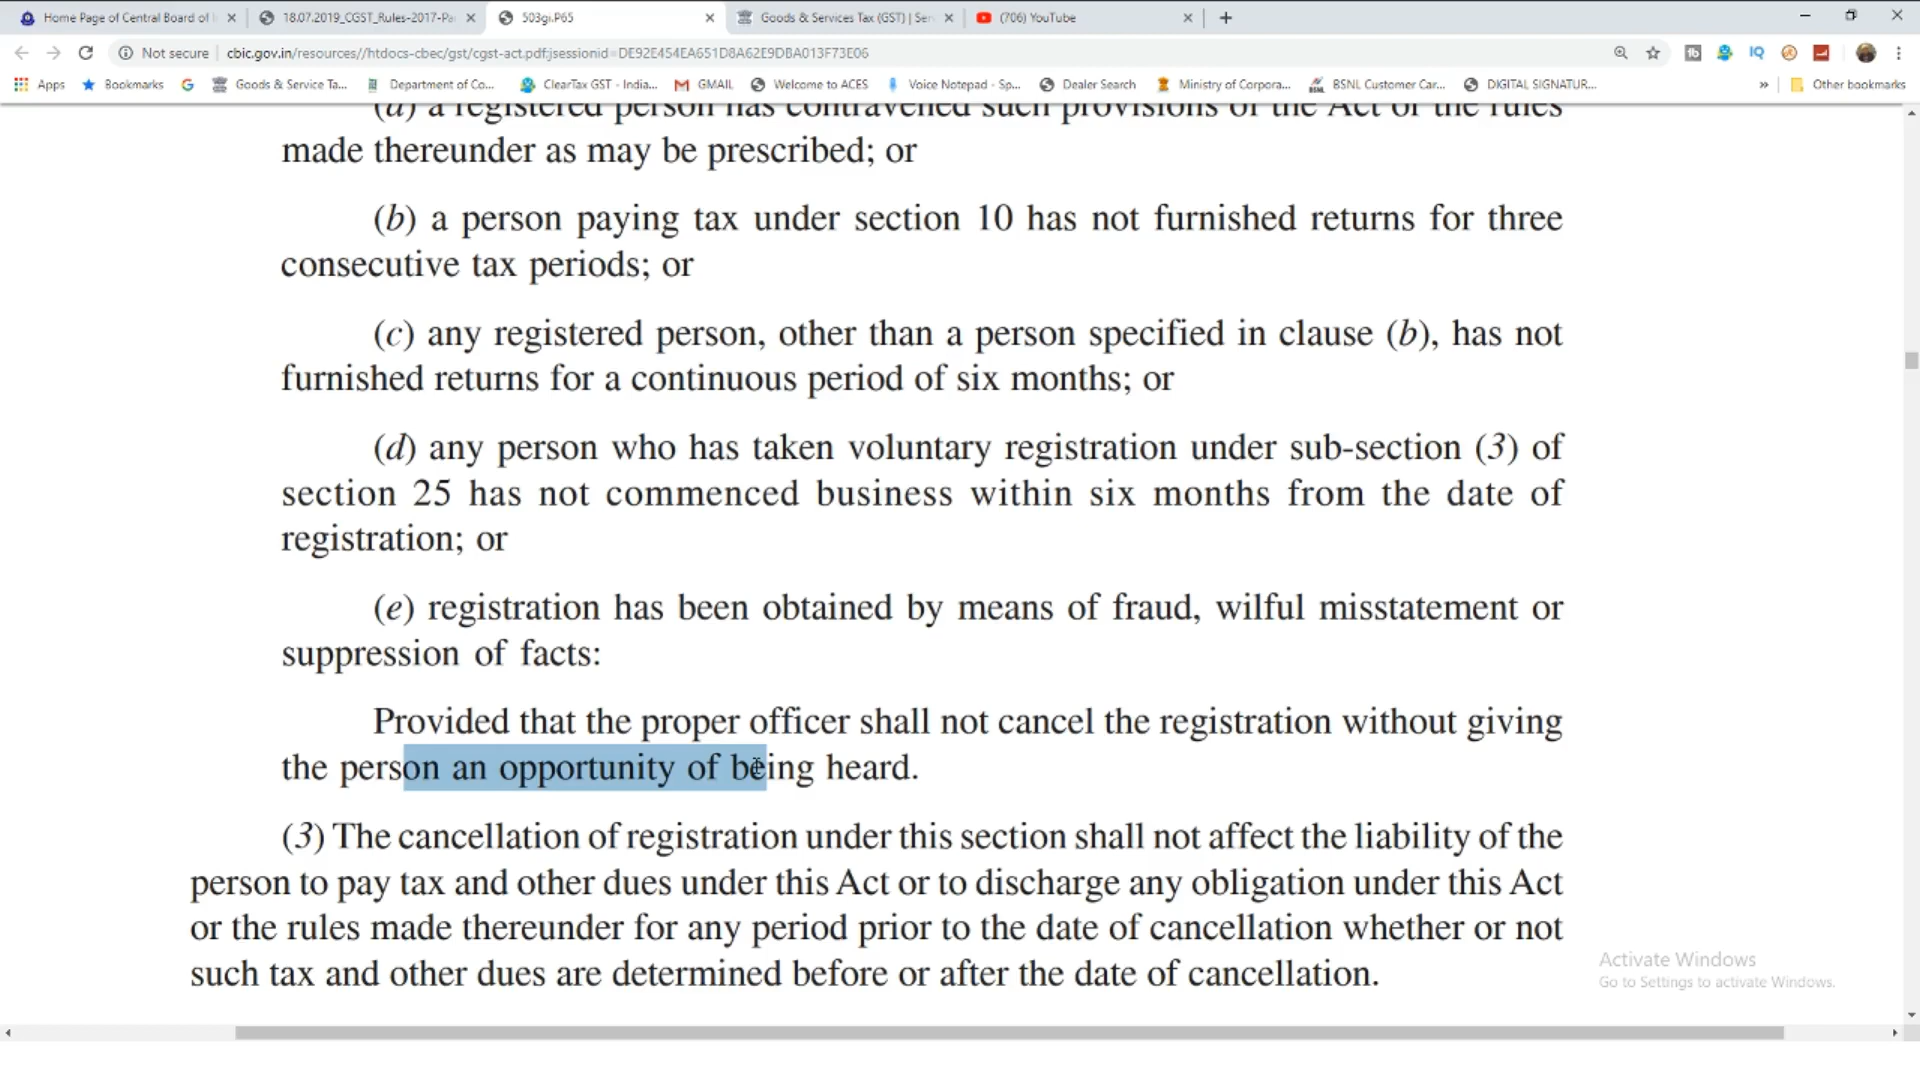 Home Page of Central Board of I
18.07.2019_CGST_Rules-2017-Pa
503gi.P65
Goods & Services Tax (GST) | Ser
(706) YouTube
Not secure
cbic.gov.in/resources//htdocs-cbec/gst/cgst-act.pdf;jsessionid=DE92E454EA651D8A62E9DBA013F73E06
Apps
Bookmarks
Goods & Service Ta...
Department of Co...
ClearTax GST - India...
GMAIL
Welcome to ACES
Voice Notepad - Sp...
Dealer Search
Ministry of Corpora...
BSNL Customer Car...
DIGITAL SIGNATUR...
Other bookmarks
(a) a registered person has contravened such provisions of the Act or the rules
made thereunder as may be prescribed; or
(b) a person paying tax under section 10 has not furnished returns for three
consecutive tax periods; or
(c) any registered person, other than a person specified in clause (b), has not
furnished returns for a continuous period of six months; or
(d) any person who has taken voluntary registration under sub-section (3) of
section 25 has not commenced business within six months from the date of
registration; or
(e) registration has been obtained by means of fraud, wilful misstatement or
suppression of facts:
Provided that the proper officer shall not cancel the registration without giving
the person an opportunity of being heard.
(3) The cancellation of registration under this section shall not affect the liability of the
person to pay tax and other dues under this Act or to discharge any obligation under this Act
or the rules made thereunder for any period prior to the date of cancellation whether or not
such tax and other dues are determined before or after the date of cancellation.
Activate Windows
Go to Settings to activate Windows.